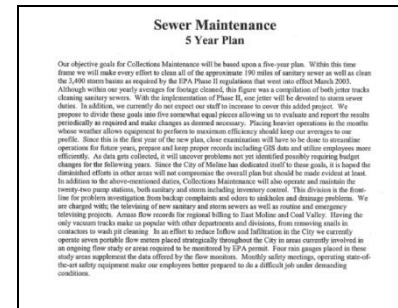 Sewer Maintenance
5 Year Plan
Our objective goals for Collections Maintenance will be based upon a five-year plan. Within this time
frame we will make every effort to clean all of the approximate 190 miles of sanitary sewer as well as clean
the 3,400 storm basins as required by the EPA Phase II regulations that went into effect March 2003.
Although within our yearly averages for footage cleaned, this figure was a compilation of both jetter trucks
cleaning sanitary sewers. With the implementation of Phase II, one jetter will be devoted to storm sewer
duties. In addition, we currently do not expect our staff to increase to cover this added project. We
propose to divide these goals into five somewhat equal pieces allowing us to evaluate and report the results
periodically as required and make changes as deemed necessary. Placing heavier operations in the months
whose weather allows equipment to perform to maximum efficiency should keep our averages to our
profile. Since this is the first year of the new plan, close examination will have to be done to streamline
operations for future years, prepare and keep proper records including GIS data and utilize employees more
efficiently. As data gets collected, it will uncover problems not yet identified possibly requiring budget
changes for the following years. Since the City of Moline has dedicated itself to these goals, it is hoped the
diminished efforts in other areas will not compromise the overall plan but should be made evident at least.
In addition to the above-mentioned duties, Collections Maintenance will also operate and maintain the
twenty-two pump stations, both sanitary and storm including inventory control. This division is the front-
line for problem investigation from backup complaints and odors to sinkholes and drainage problems. We
are charged with; the televising of new sanitary and storm sewers as well as routine and emergency
televising projects. Amass flow records for regional billing to East Moline and Coal Valley. Having the
only vacuum trucks make us popular with other departments and divisions, from removing snails in
contactors to wash pit cleaning. In an effort to reduce Inflow and Infiltration in the City we currently
operate seven portable flow meters placed strategically throughout the City in areas currently involved in
an ongoing flow study or areas required to be monitored by EPA permit. Four rain gauges placed in these
study areas supplement the data offered by the flow monitors. Monthly safety meetings, operating state-of-
the-art safety equipment make our employees better prepared to do a difficult job under demanding
conditions.